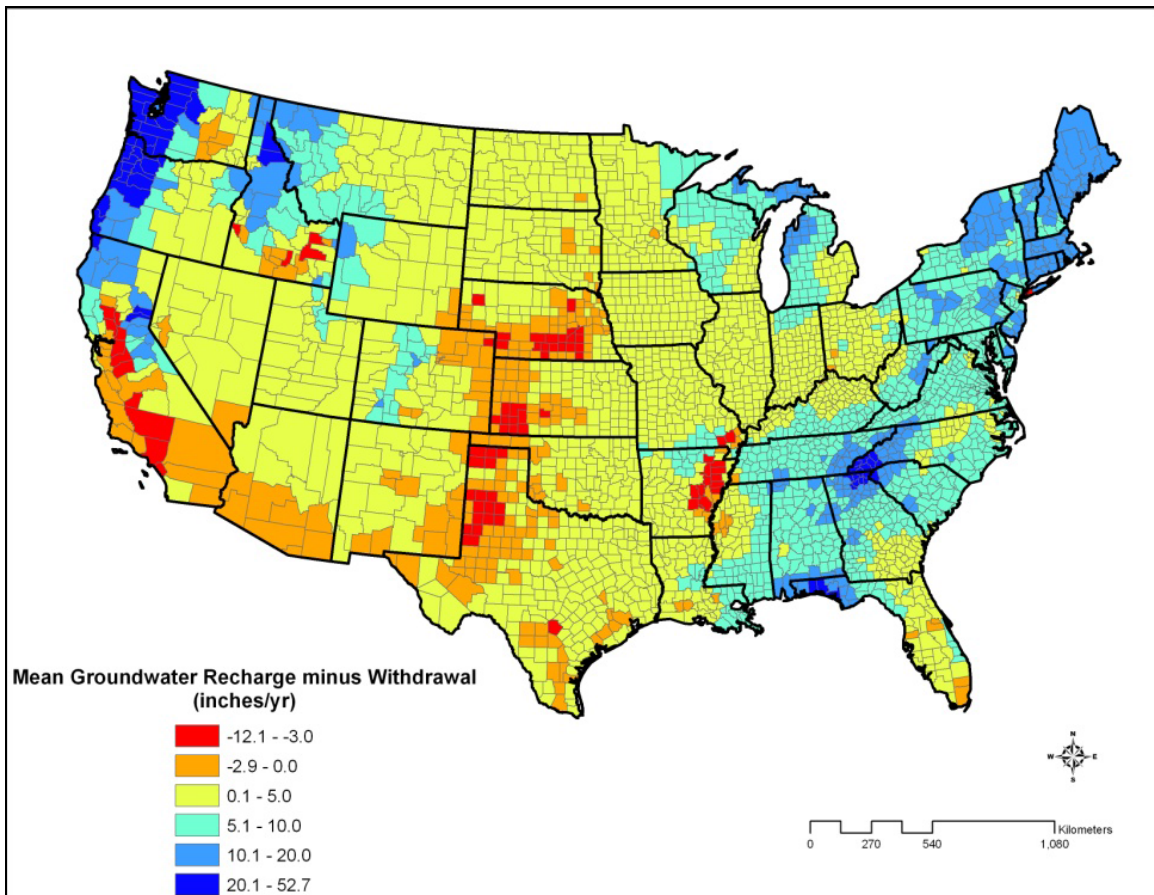 Mean Groundwater Recharge minus Withdrawal
(inches/yr)
-12.1 - -3.0
-2.9 - 0.0
0.1 - 5.0
5.1 - 10.0
10.1 - 20.0
20.1 - 52.7
N
W E
S
Kilometers
0 270 540 1,080